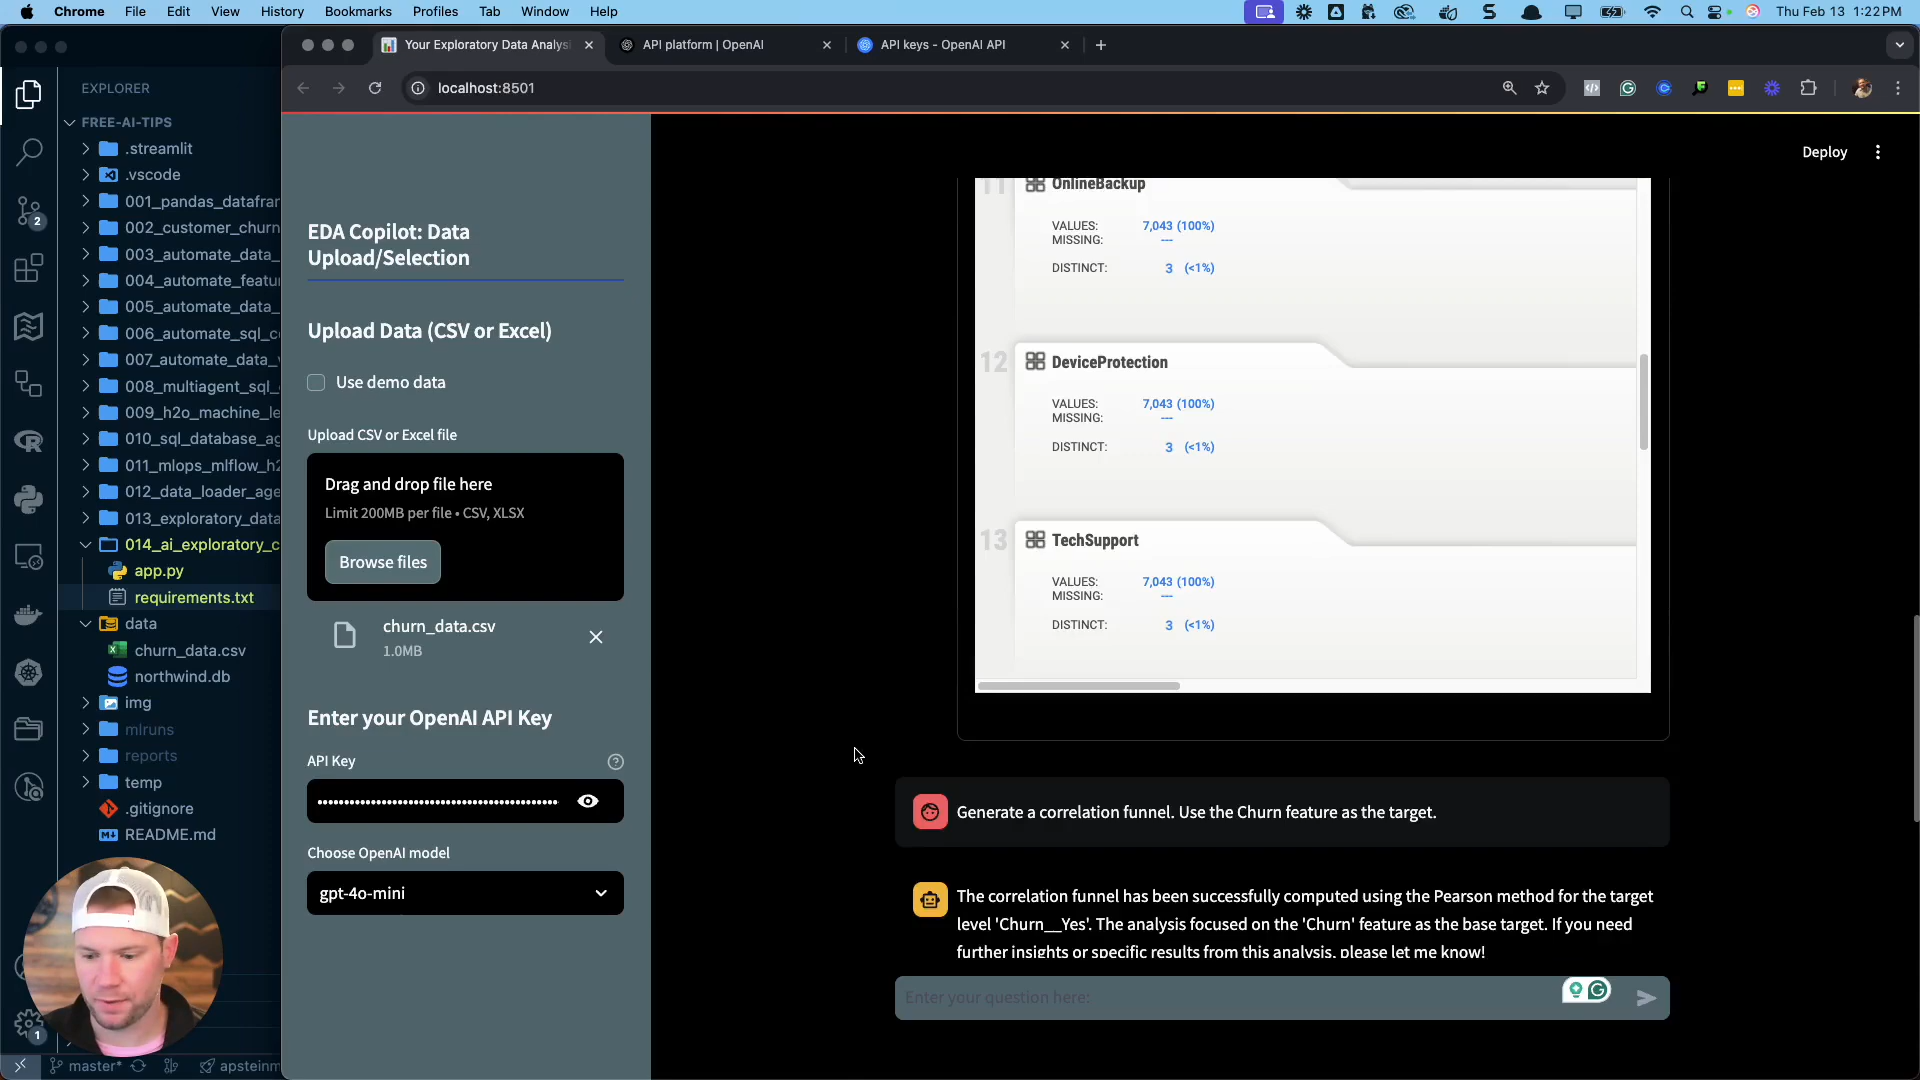 Chrome File Edit View History Bookmarks Profiles Tab Window Help
Thu Feb 13 1:22 PM
Your Exploratory Data Analysi
API platform | OpenAI
API keys - OpenAI API
localhost:8501
EXPLORER
FREE-AI-TIPS
.streamlit
.vscode
001_pandas_datafrar
002_customer_churn
003_automate_data_
004_automate_featu
005_automate_data_
006_automate_sql_c
007_automate_data_
008_multiagent_sql_
009_h2o_machine_le
010_sql_database_ag
011_mlops_mlflow_h2
012_data_loader_age
013_exploratory_data
014_ai_exploratory_c
app.py
requirements.txt
data
churn_data.csv
northwind.db
img
mlruns
reports
temp
.gitignore
README.md
2
1
master*
apsteinm
EDA Copilot: Data
Upload/Selection
Upload Data (CSV or Excel)
Use demo data
Upload CSV or Excel file
Drag and drop file here
Limit 200MB per file • CSV, XLSX
Browse files
churn_data.csv
1.0MB
Enter your OpenAI API Key
API Key
Choose OpenAI model
gpt-4o-mini
Deploy
11 OnlineBackup
VALUES: 7,043 (100%)
MISSING: ---
DISTINCT: 3 (<1%)
12 DeviceProtection
VALUES: 7,043 (100%)
MISSING: ---
DISTINCT: 3 (<1%)
13 TechSupport
VALUES: 7,043 (100%)
MISSING: ---
DISTINCT: 3 (<1%)
Generate a correlation funnel. Use the Churn feature as the target.
The correlation funnel has been successfully computed using the Pearson method for the target
level 'Churn__Yes'. The analysis focused on the 'Churn' feature as the base target. If you need
further insights or specific results from this analysis, please let me know!
Enter your question here: